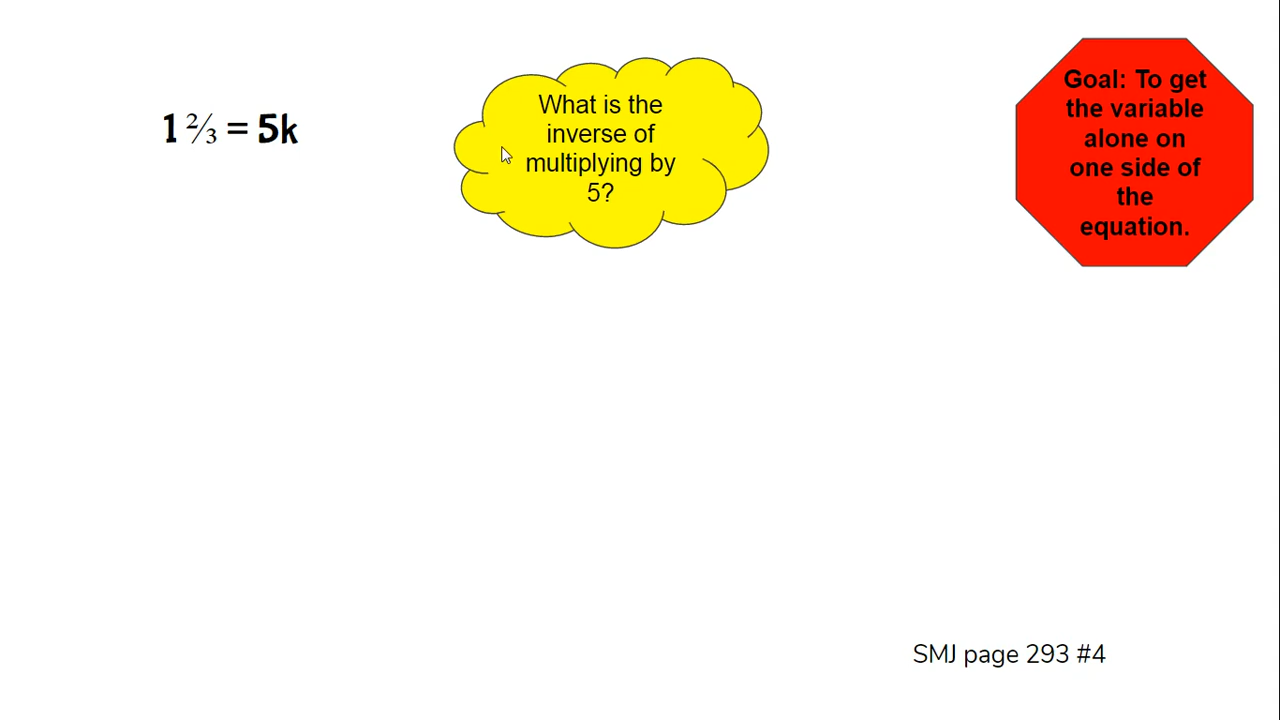 1 ⅔ = 5k
What is the
inverse of
multiplying by
5?
Goal: To get
the variable
alone on
one side of
the
equation.
SMJ page 293 #4